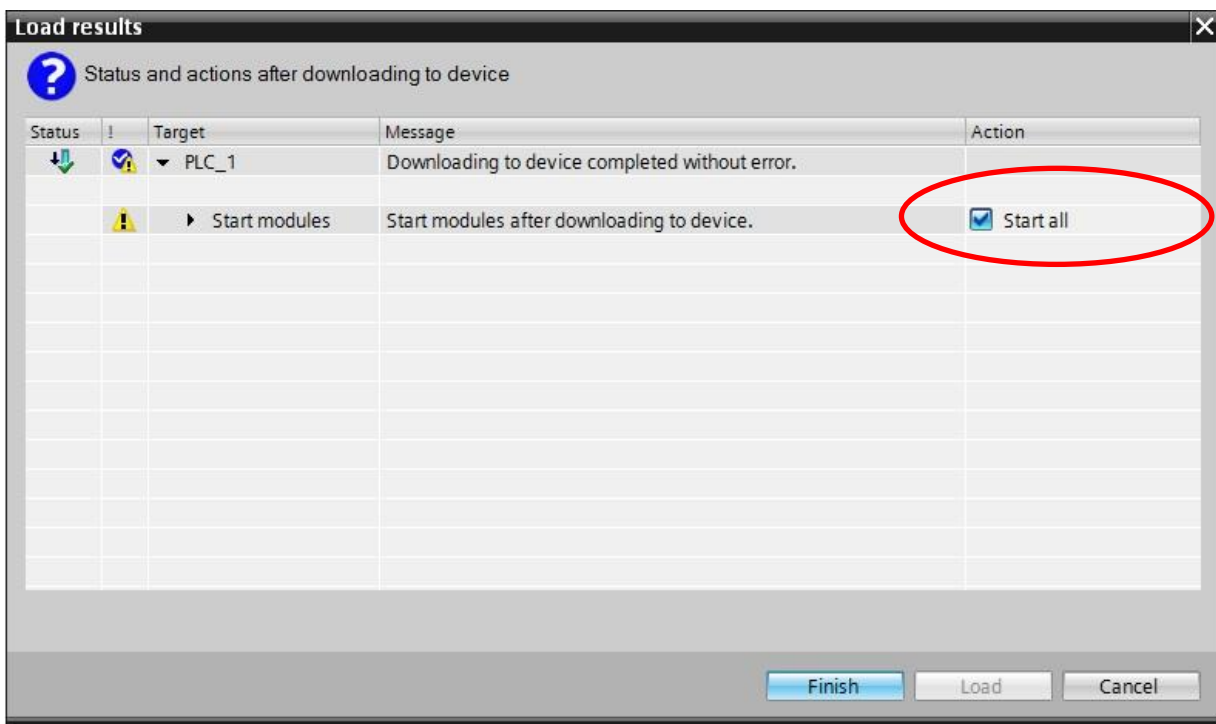 Load results
Status and actions after downloading to device
Status ! Target Message Action
PLC_1 Downloading to device completed without error.
Start modules Start modules after downloading to device. Start all
Finish Load Cancel